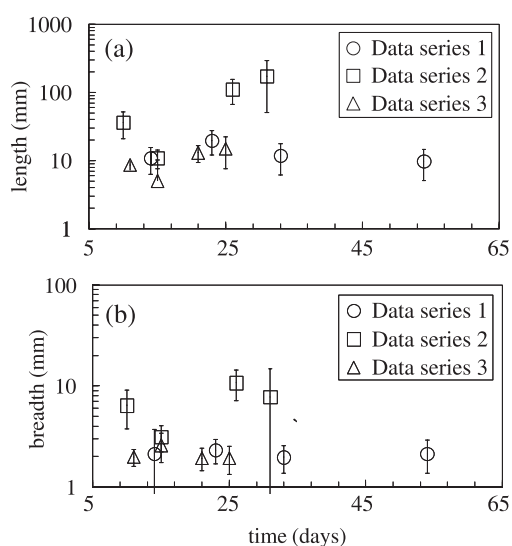 1000
(a)
Data series 1
Data series 2
Data series 3
100
10
1
length (mm)
5 25 45 65
100
(b)
Data series 1
Data series 2
Data series 3
10
1
breadth (mm)
5 25 45 65
time (days)